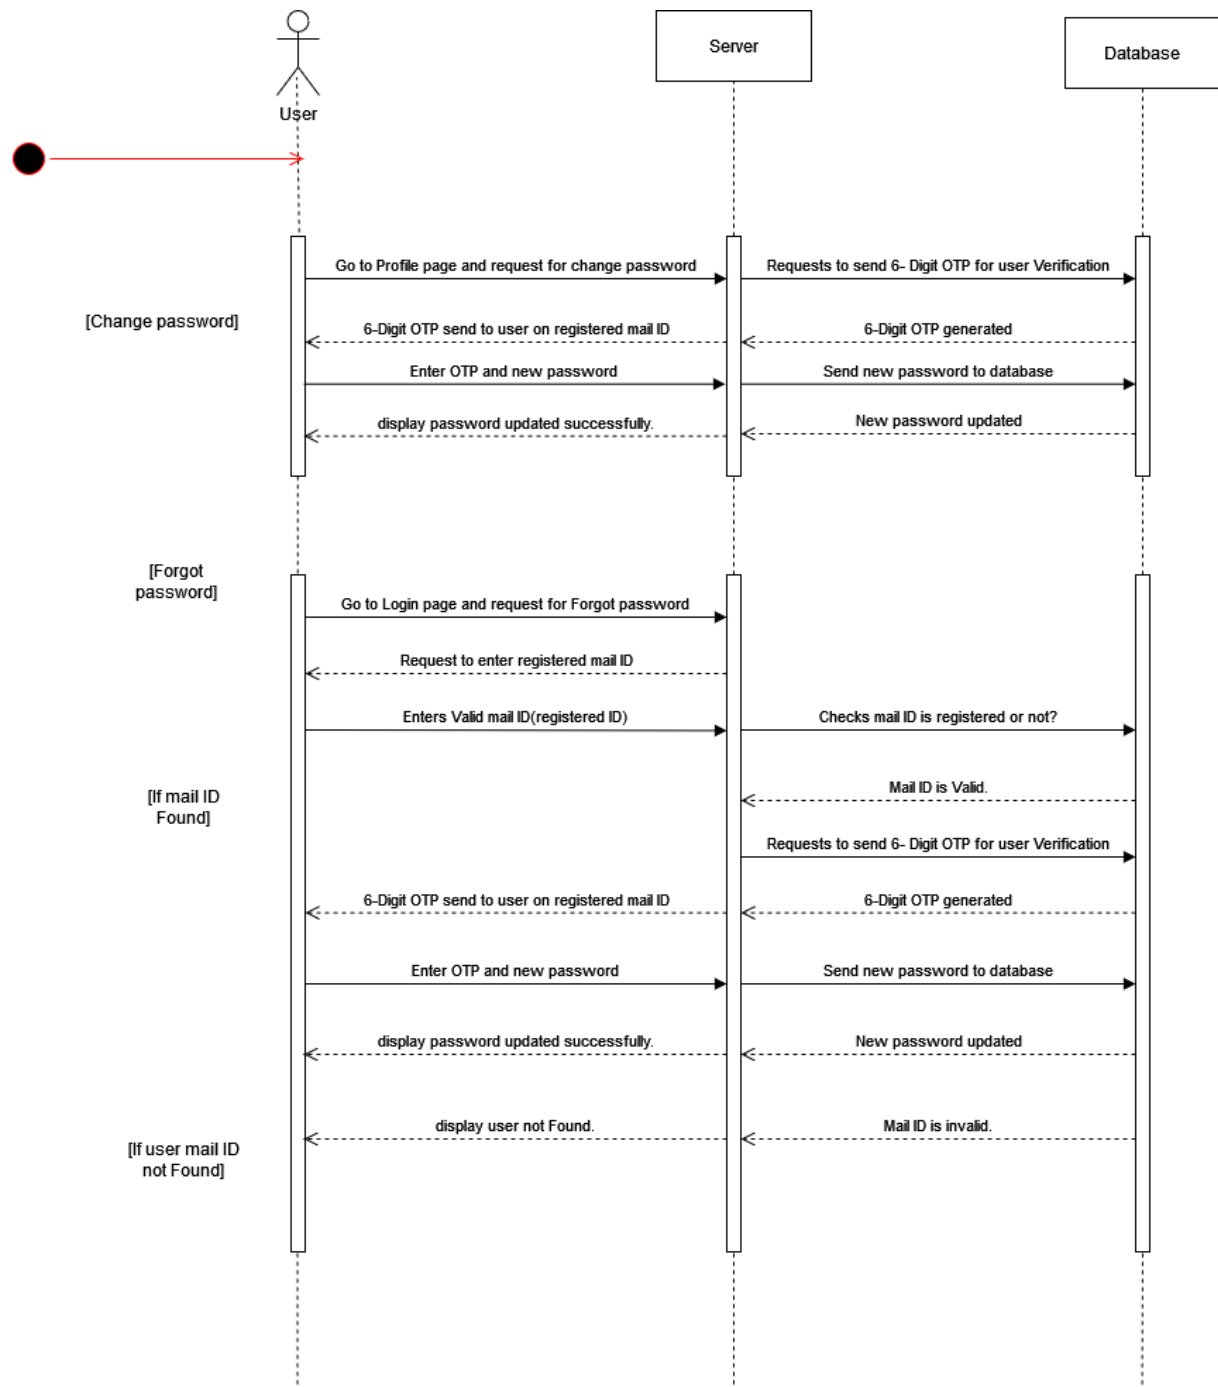 Server
Database
User
Go to Profile page and request for change password
Requests to send 6- Digit OTP for user Verification
[Change password]
6-Digit OTP send to user on registered mail ID
6-Digit OTP generated
Enter OTP and new password
Send new password to database
display password updated successfully.
New password updated
[Forgot
password]
Go to Login page and request for Forgot password
Request to enter registered mail ID
Enters Valid mail ID(registered ID)
Checks mail ID is registered or not?
[If mail ID
Found]
Mail ID is Valid.
Requests to send 6- Digit OTP for user Verification
6-Digit OTP send to user on registered mail ID
6-Digit OTP generated
Enter OTP and new password
Send new password to database
display password updated successfully.
New password updated
display user not Found.
Mail ID is invalid.
[If user mail ID
not Found]